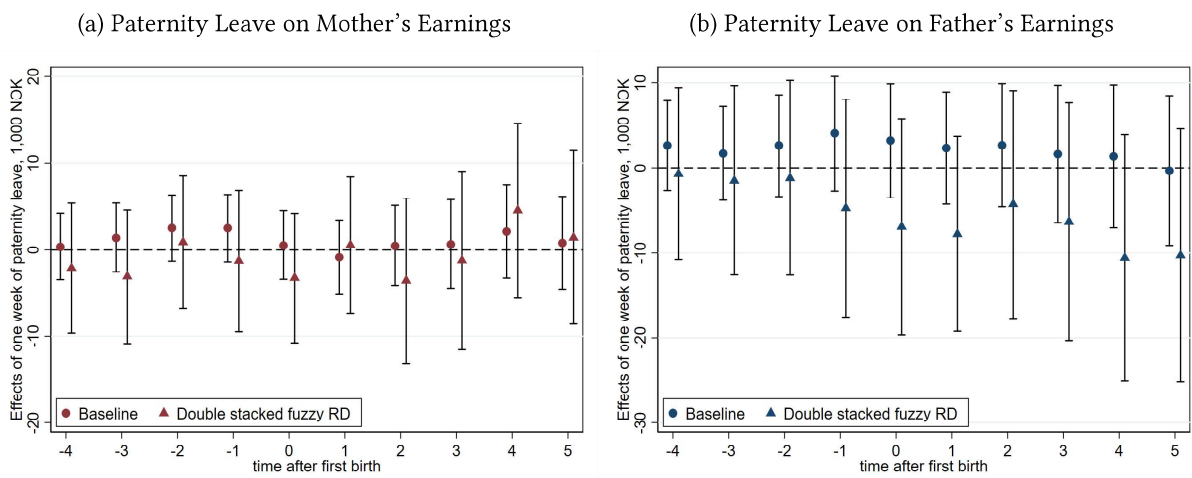 (a) Paternity Leave on Mother's Earnings
Effects of one week of paternity leave, 1,000 NOK
20
10
0
-10
-20
Baseline
Double stacked fuzzy RD
-4 -3 -2 -1 0 1 2 3 4 5
time after first birth
(b) Paternity Leave on Father's Earnings
Effects of one week of paternity leave, 1,000 NOK
10
0
-10
-20
-30
Baseline
Double stacked fuzzy RD
-4 -3 -2 -1 0 1 2 3 4 5
time after first birth